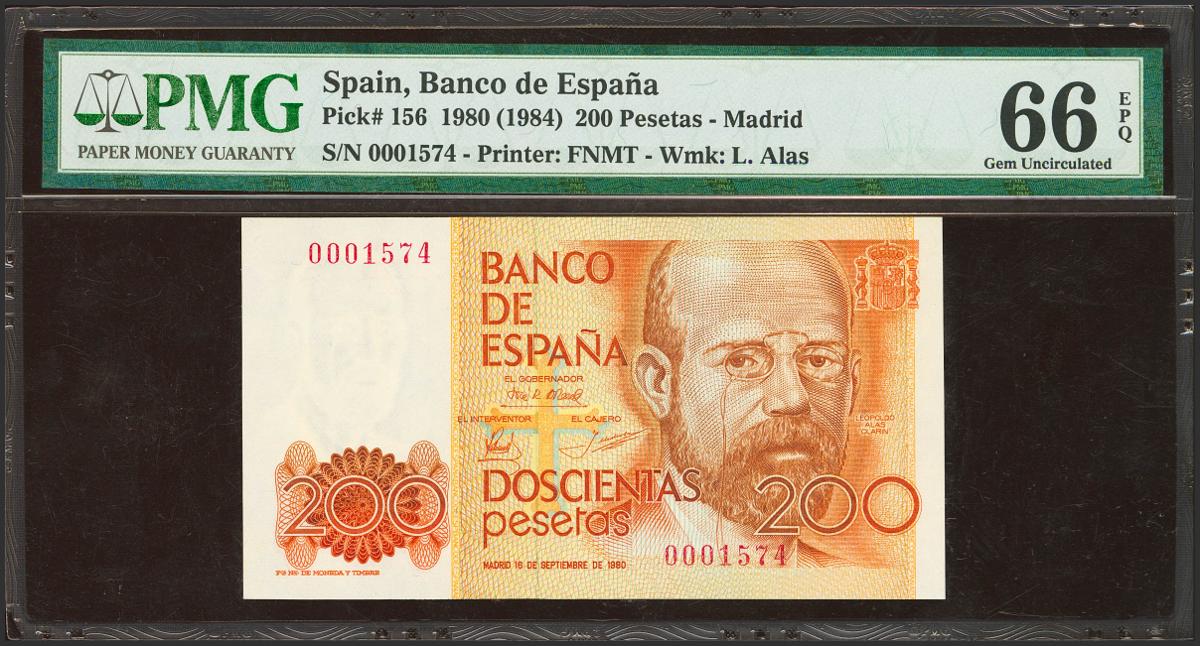 PMG
PAPER MONEY GUARANTY
Spain, Banco de España
Pick# 156 1980 (1984) 200 Pesetas - Madrid
S/N 0001574 - Printer: FNMT - Wmk: L. Alas
66
EPQ
Gem Uncirculated
0001574
BANCO
DE
ESPAÑA
EL GOBERNADOR
EL INTERVENTOR EL CAJERO
LEOPOLDO
ALAS
CLARIN
DOSCIENTAS
pesetas
200
200
0001574
MADRID 16 DE SEPTIEMBRE DE 1980
DE MONEDA Y TIMBRE